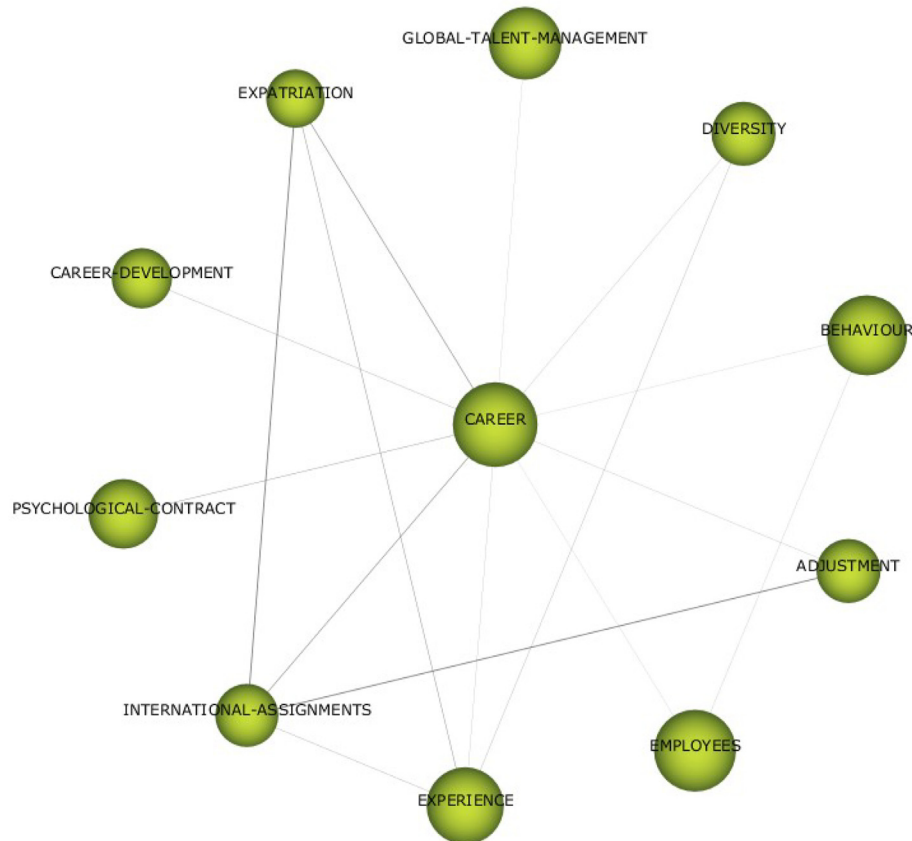 GLOBAL-TALENT-MANAGEMENT
EXPATRIATION
DIVERSITY
CAREER-DEVELOPMENT
BEHAVIOUR
CAREER
PSYCHOLOGICAL-CONTRACT
ADJUSTMENT
INTERNATIONAL-ASSIGNMENTS
EMPLOYEES
EXPERIENCE